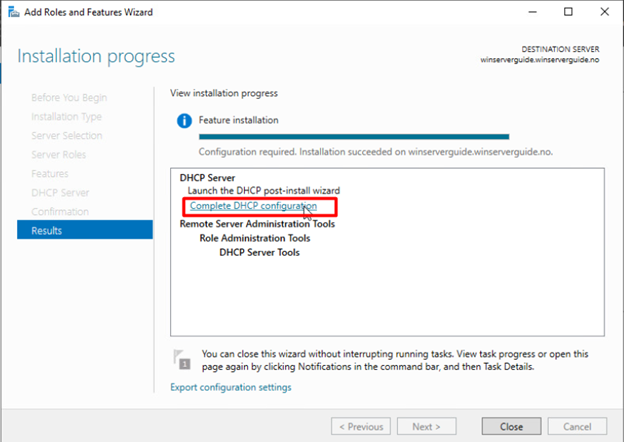 Add Roles and Features Wizard
Installation progress
DESTINATION SERVER
winserverguide.winserverguide.no
Before You Begin
Installation Type
Server Selection
Server Roles
Features
DHCP Server
Confirmation
Results
View installation progress
Feature installation
Configuration required. Installation succeeded on winserverguide.winserverguide.no.
DHCP Server
Launch the DHCP post-install wizard
Complete DHCP configuration
Remote Server Administration Tools
Role Administration Tools
DHCP Server Tools
1
You can close this wizard without interrupting running tasks. View task progress or open this
page again by clicking Notifications in the command bar, and then Task Details.
Export configuration settings
< Previous
Next >
Close
Cancel